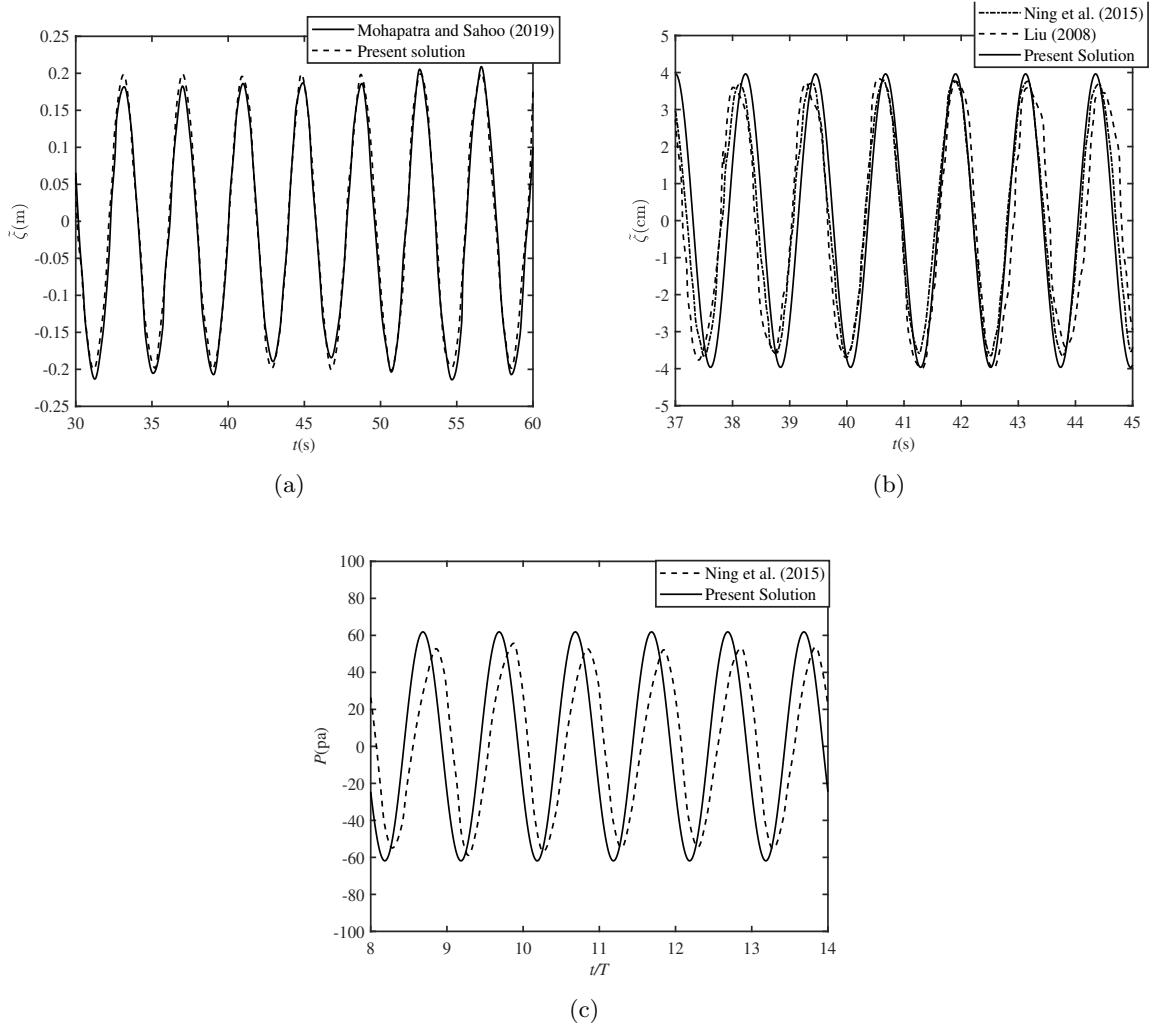 Mohapatra and Sahoo (2019)
Present solution
0.25
0.2
0.15
0.1
0.05
0
-0.05
-0.1
-0.15
-0.2
-0.25
ζ̃(m)
30 35 40 45 50 55 60
t(s)
(a)
Ning et al. (2015)
Liu (2008)
Present Solution
5
4
3
2
1
0
-1
-2
-3
-4
-5
ζ̃(cm)
37 38 39 40 41 42 43 44 45
t(s)
(b)
Ning et al. (2015)
Present Solution
100
80
60
40
20
0
-20
-40
-60
-80
-100
P(pa)
8 9 10 11 12 13 14
t/T
(c)